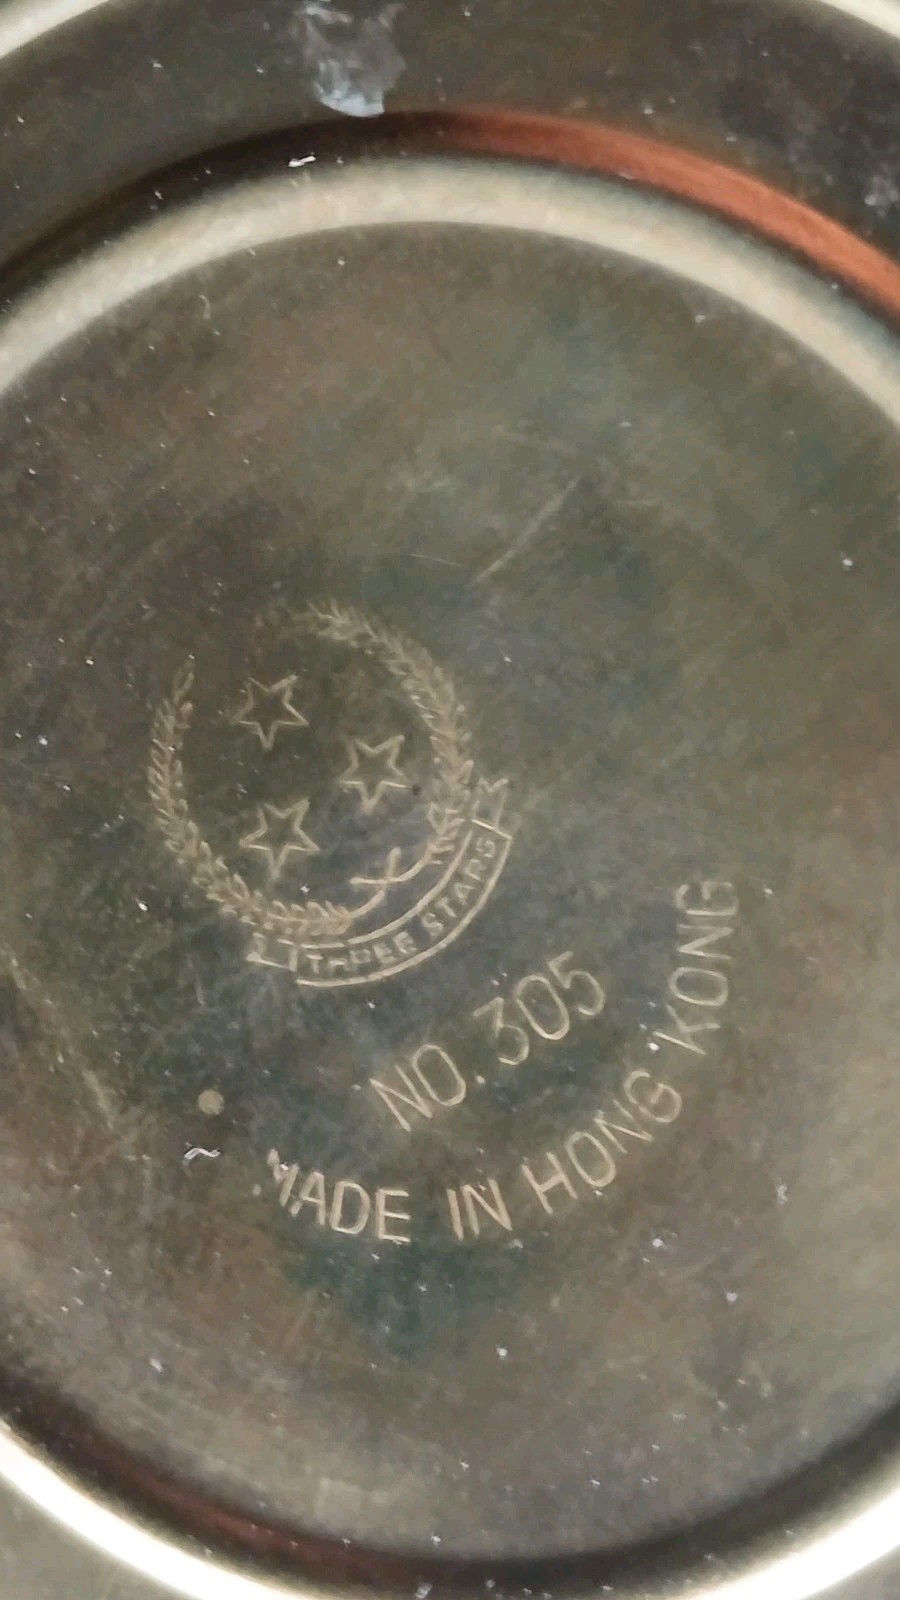 THREE STARS
NO. 305
MADE IN HONG KONG